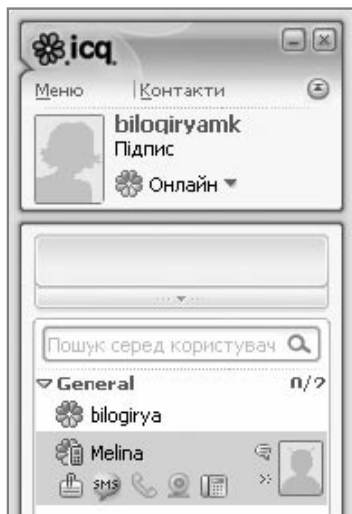 icq
Меню Контакти
bilogiryamk
Підпис
Онлайн
Пошук серед користувач
General 0/2
bilogirya
Melina
SMS